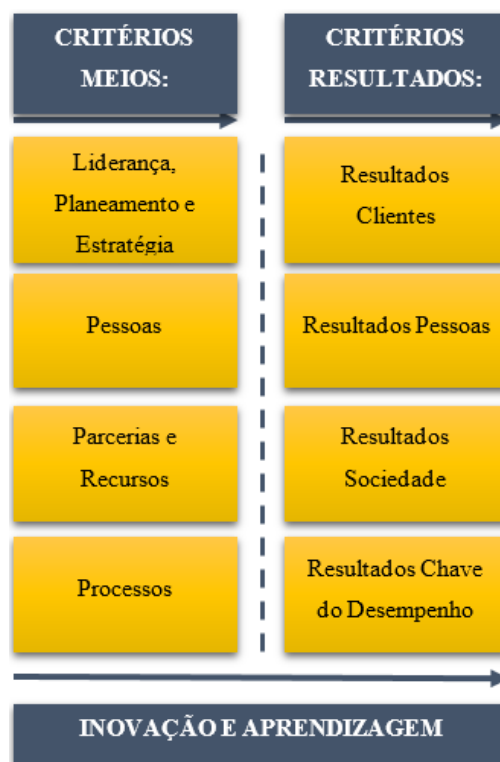 CRITÉRIOS
MEIOS:
CRITÉRIOS
RESULTADOS:
Liderança,
Planeamento e
Estratégia
Resultados
Clientes
Pessoas
Resultados Pessoas
Parcerias e
Recursos
Resultados
Sociedade
Processos
Resultados Chave
do Desempenho
INOVAÇÃO E APRENDIZAGEM